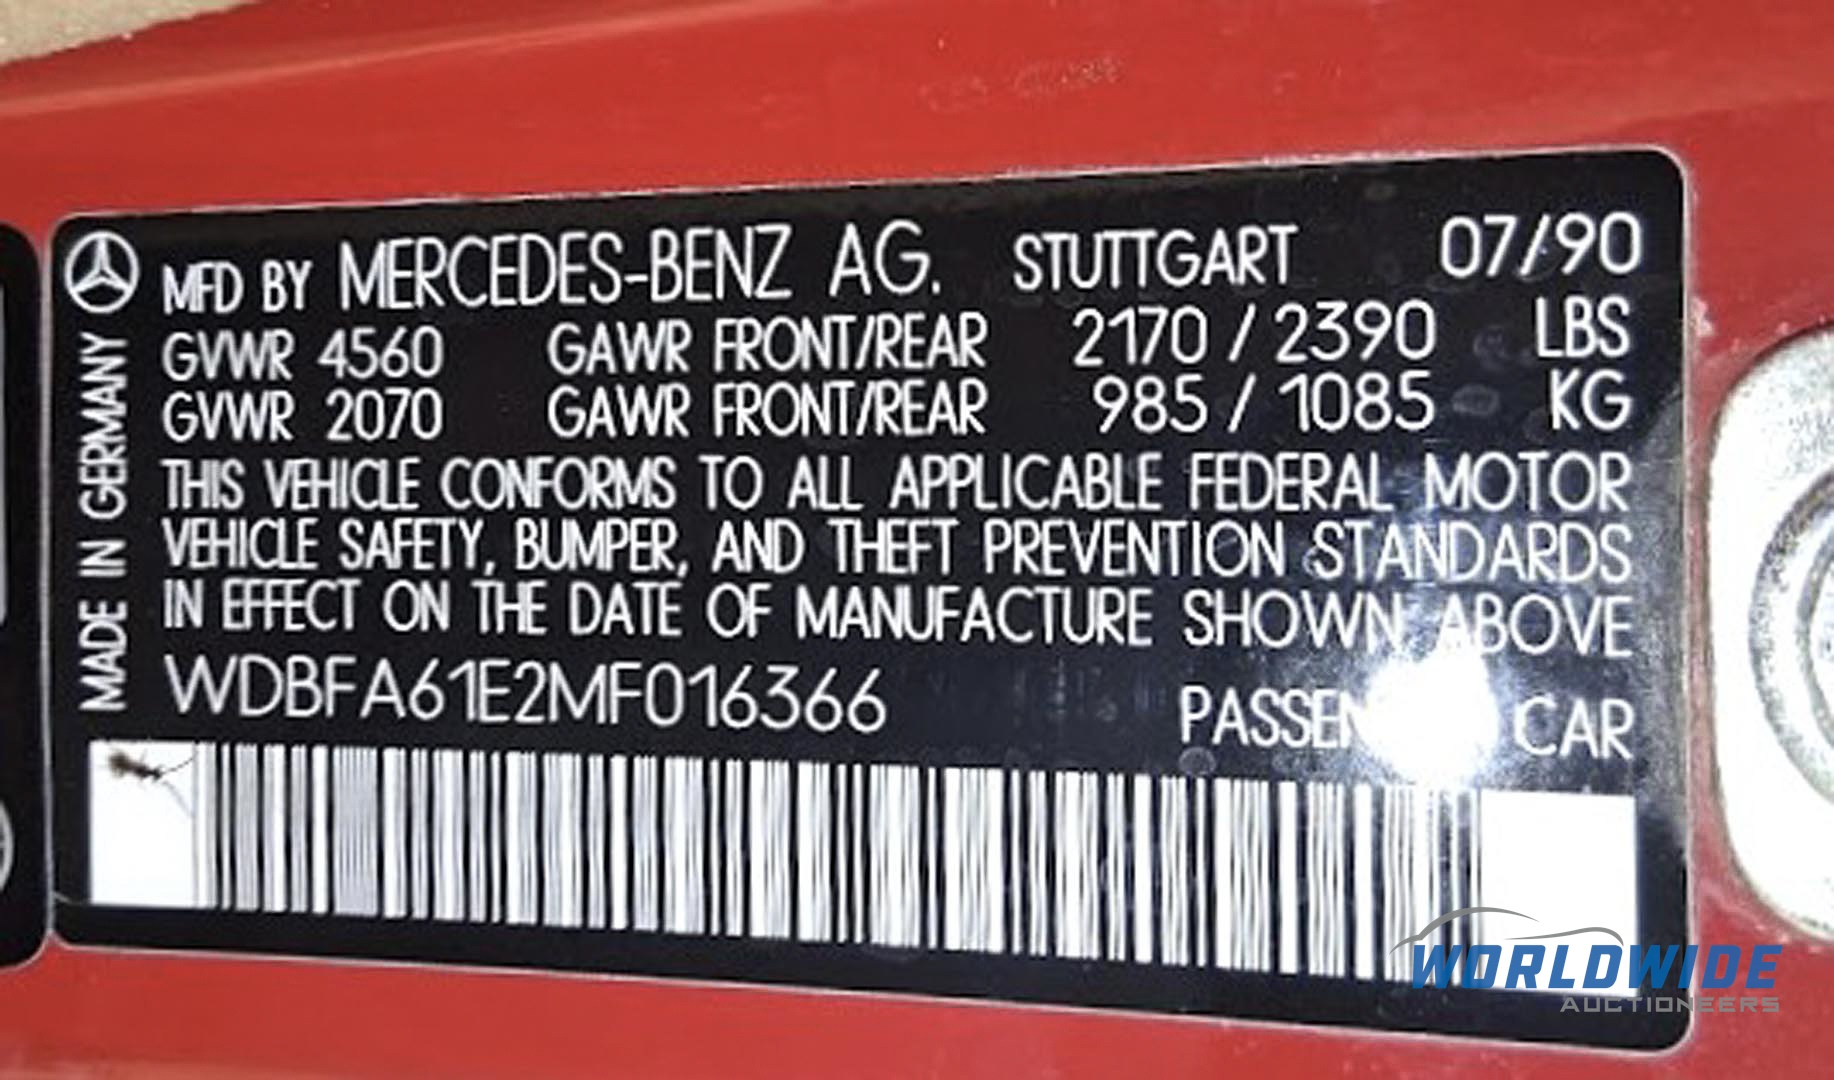 MFD BY MERCEDES-BENZ AG. STUTTGART 07/90
GVWR 4560 GAWR FRONT/REAR 2170 / 2390 LBS
GVWR 2070 GAWR FRONT/REAR 985 / 1085 KG
THIS VEHICLE CONFORMS TO ALL APPLICABLE FEDERAL MOTOR
VEHICLE SAFETY, BUMPER, AND THEFT PREVENTION STANDARDS
IN EFFECT ON THE DATE OF MANUFACTURE SHOWN ABOVE
WDBFA61E2MF016366 CAR
MADE IN GERMANY
WORLDWIDE
AUCTIONEERS